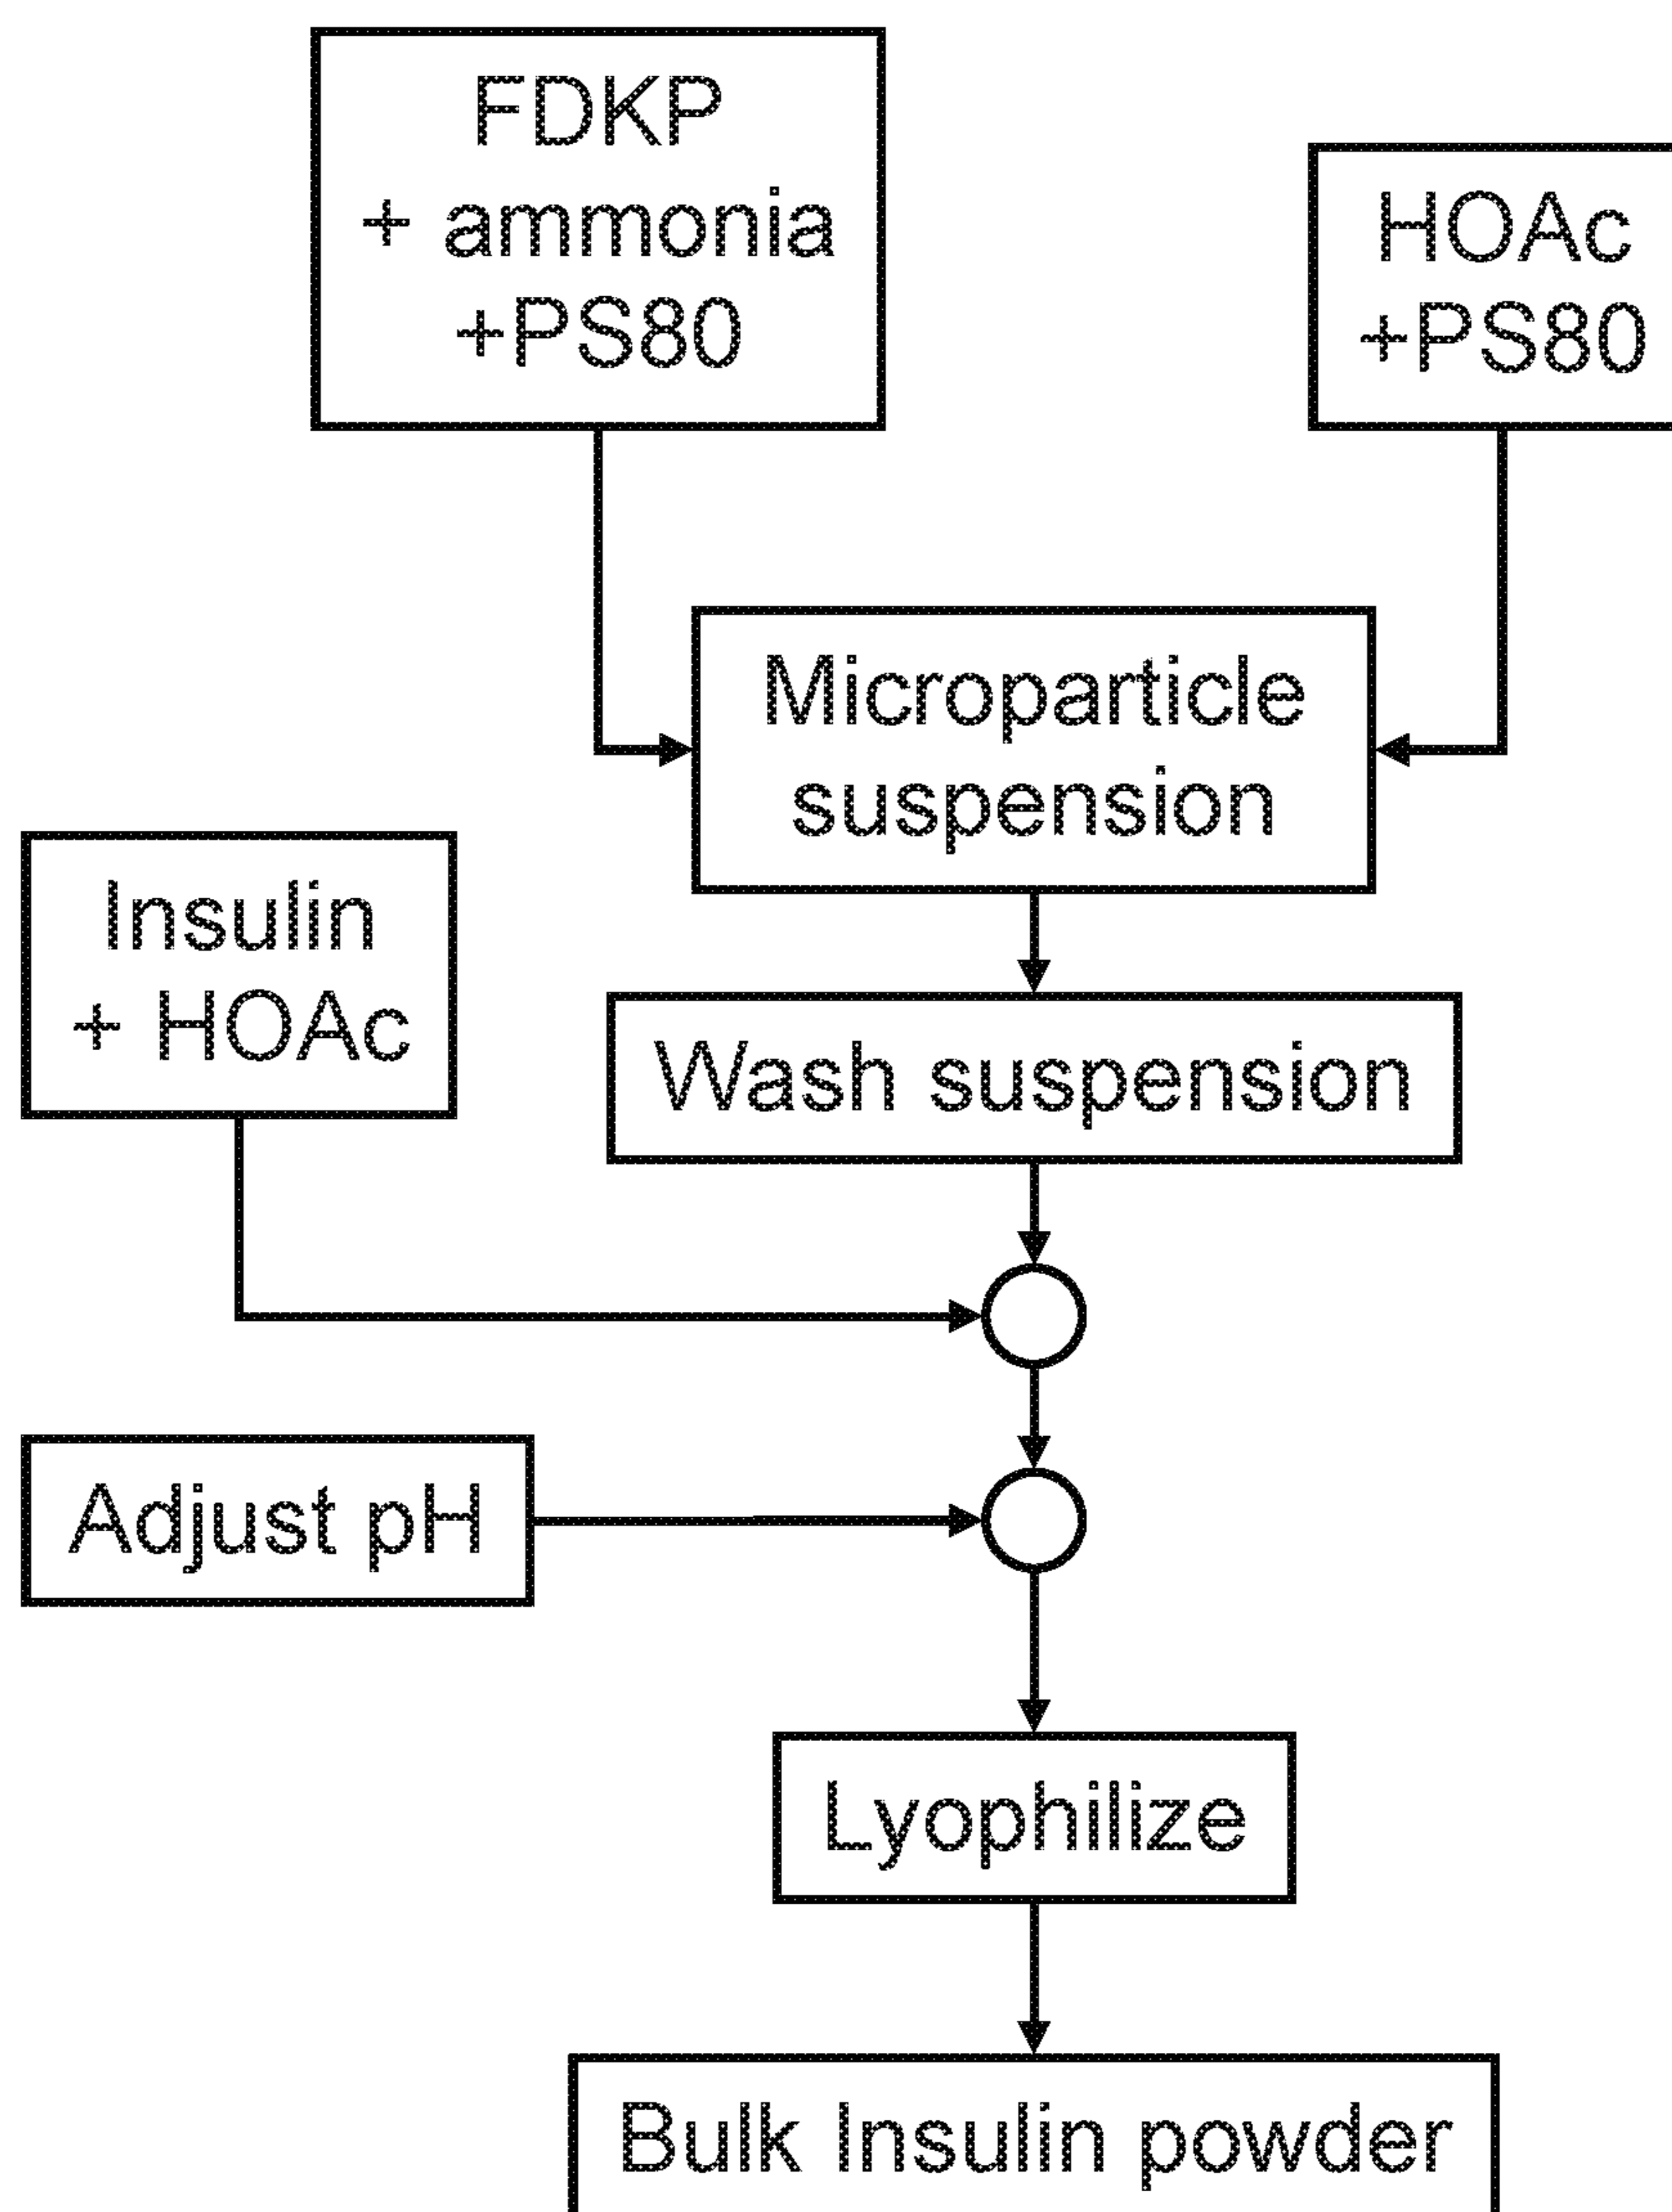 FDKP
+ ammonia
+PS80
HOAc
+PS80
Microparticle
suspension
Insulin
+ HOAc
Wash suspension
Adjust pH
Lyophilize
Bulk Insulin powder